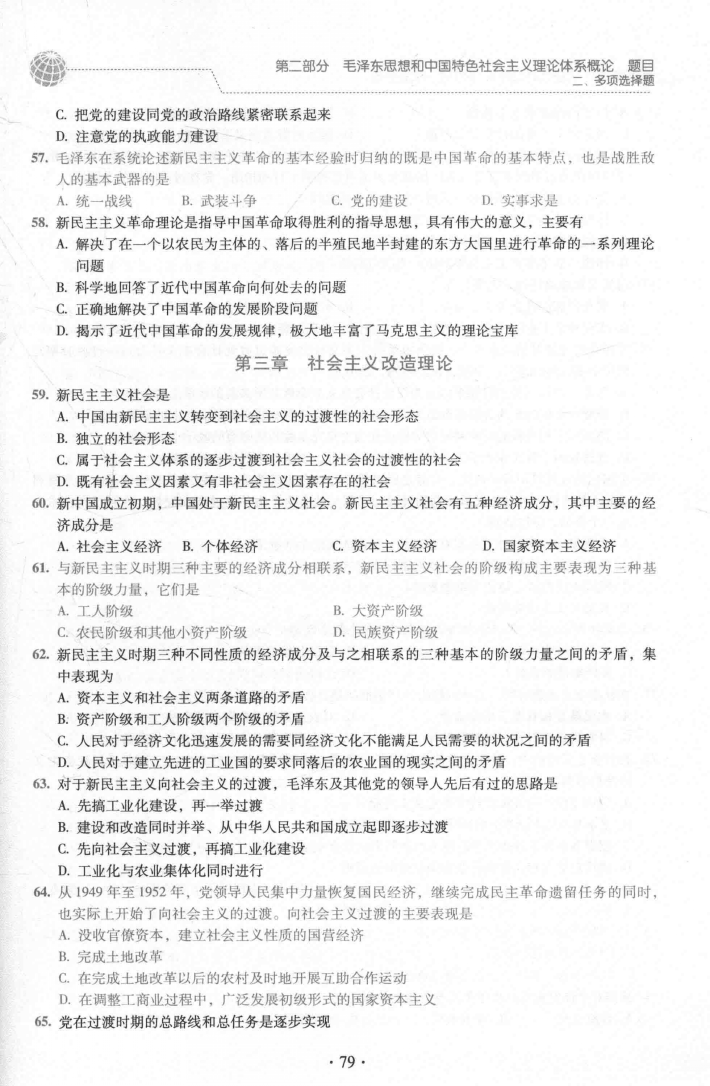 第二部分　毛泽东思想和中国特色社会主义理论体系概论　题目
二、多项选择题
C. 把党的建设同党的政治路线紧密联系起来
D. 注意党的执政能力建设
57. 毛泽东在系统论述新民主主义革命的基本经验时归纳的既是中国革命的基本特点，也是战胜敌
人的基本武器的是
A. 统一战线　B. 武装斗争　C. 党的建设　D. 实事求是
58. 新民主主义革命理论是指导中国革命取得胜利的指导思想，具有伟大的意义，主要有
A. 解决了在一个以农民为主体的、落后的半殖民地半封建的东方大国里进行革命的一系列理论
问题
B. 科学地回答了近代中国革命向何处去的问题
C. 正确地解决了中国革命的发展阶段问题
D. 揭示了近代中国革命的发展规律，极大地丰富了马克思主义的理论宝库
第三章　社会主义改造理论
59. 新民主主义社会是
A. 中国由新民主主义转变到社会主义的过渡性的社会形态
B. 独立的社会形态
C. 属于社会主义体系的逐步过渡到社会主义社会的过渡性的社会
D. 既有社会主义因素又有非社会主义因素存在的社会
60. 新中国成立初期，中国处于新民主主义社会。新民主主义社会有五种经济成分，其中主要的经
济成分是
A. 社会主义经济　B. 个体经济　C. 资本主义经济　D. 国家资本主义经济
61. 与新民主主义时期三种主要的经济成分相联系，新民主主义社会的阶级构成主要表现为三种基
本的阶级力量，它们是
A. 工人阶级　B. 大资产阶级
C. 农民阶级和其他小资产阶级　D. 民族资产阶级
62. 新民主主义时期三种不同性质的经济成分及与之相联系的三种基本的阶级力量之间的矛盾，集
中表现为
A. 资本主义和社会主义两条道路的矛盾
B. 资产阶级和工人阶级两个阶级的矛盾
C. 人民对于经济文化迅速发展的需要同经济文化不能满足人民需要的状况之间的矛盾
D. 人民对于建立先进的工业国的要求同落后的农业国的现实之间的矛盾
63. 对于新民主主义向社会主义的过渡，毛泽东及其他党的领导人先后有过的思路是
A. 先搞工业化建设，再一举过渡
B. 建设和改造同时并举、从中华人民共和国成立起即逐步过渡
C. 先向社会主义过渡，再搞工业化建设
D. 工业化与农业集体化同时进行
64. 从 1949 年至 1952 年，党领导人民集中力量恢复国民经济，继续完成民主革命遗留任务的同时，
也实际上开始了向社会主义的过渡。向社会主义过渡的主要表现是
A. 没收官僚资本，建立社会主义性质的国营经济
B. 完成土地改革
C. 在完成土地改革以后的农村及时地开展互助合作运动
D. 在调整工商业过程中，广泛发展初级形式的国家资本主义
65. 党在过渡时期的总路线和总任务是逐步实现
· 79 ·